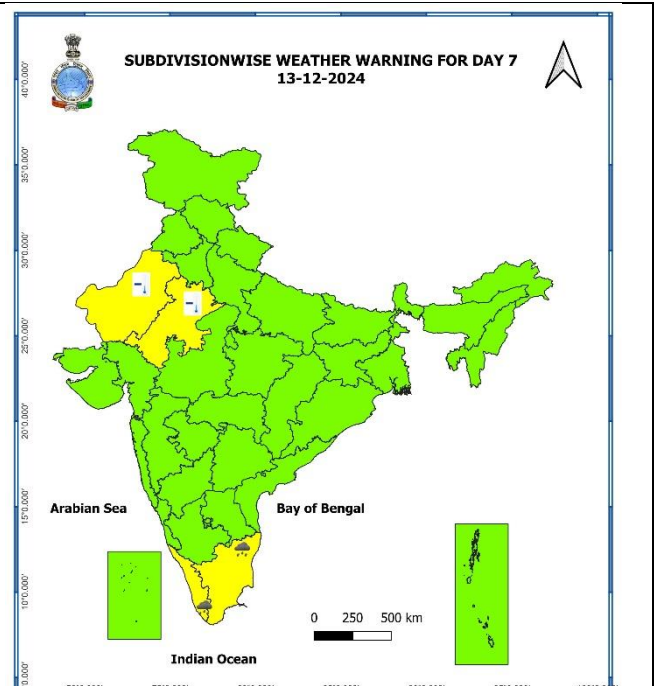 SUBDIVISIONWISE WEATHER WARNING FOR DAY 7
13-12-2024
40°0.000'
35°0.000'
30°0.000'
25°0.000'
20°0.000'
15°0.000'
10°0.000'
Arabian Sea
Bay of Bengal
0 250 500 km
Indian Ocean